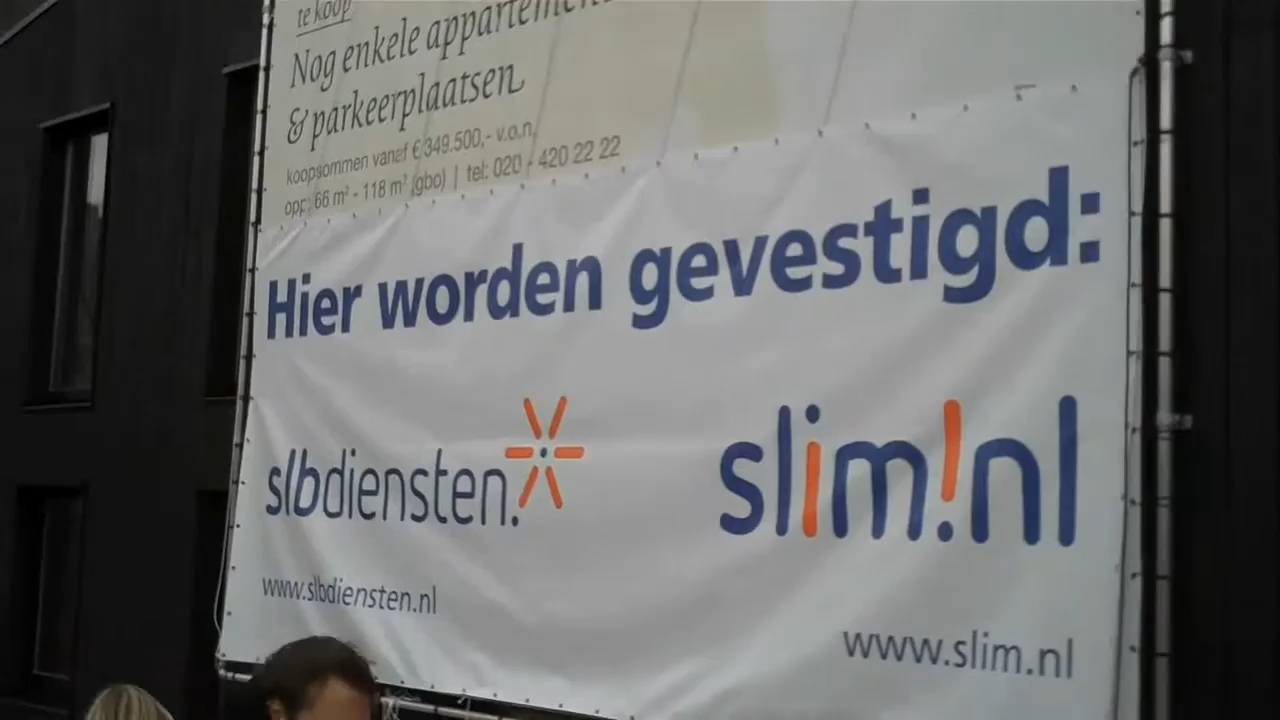 te koop
Nog enkele appartement
& parkeerplaatsen
koopsommen vanaf € 349.500,- v.o.n.
opp: 66 m² - 118 m² (gbo) | tel: 020 - 420 22 22
Hier worden gevestigd:
slbdiensten.
slim!nl
www.slbdiensten.nl
www.slim.nl